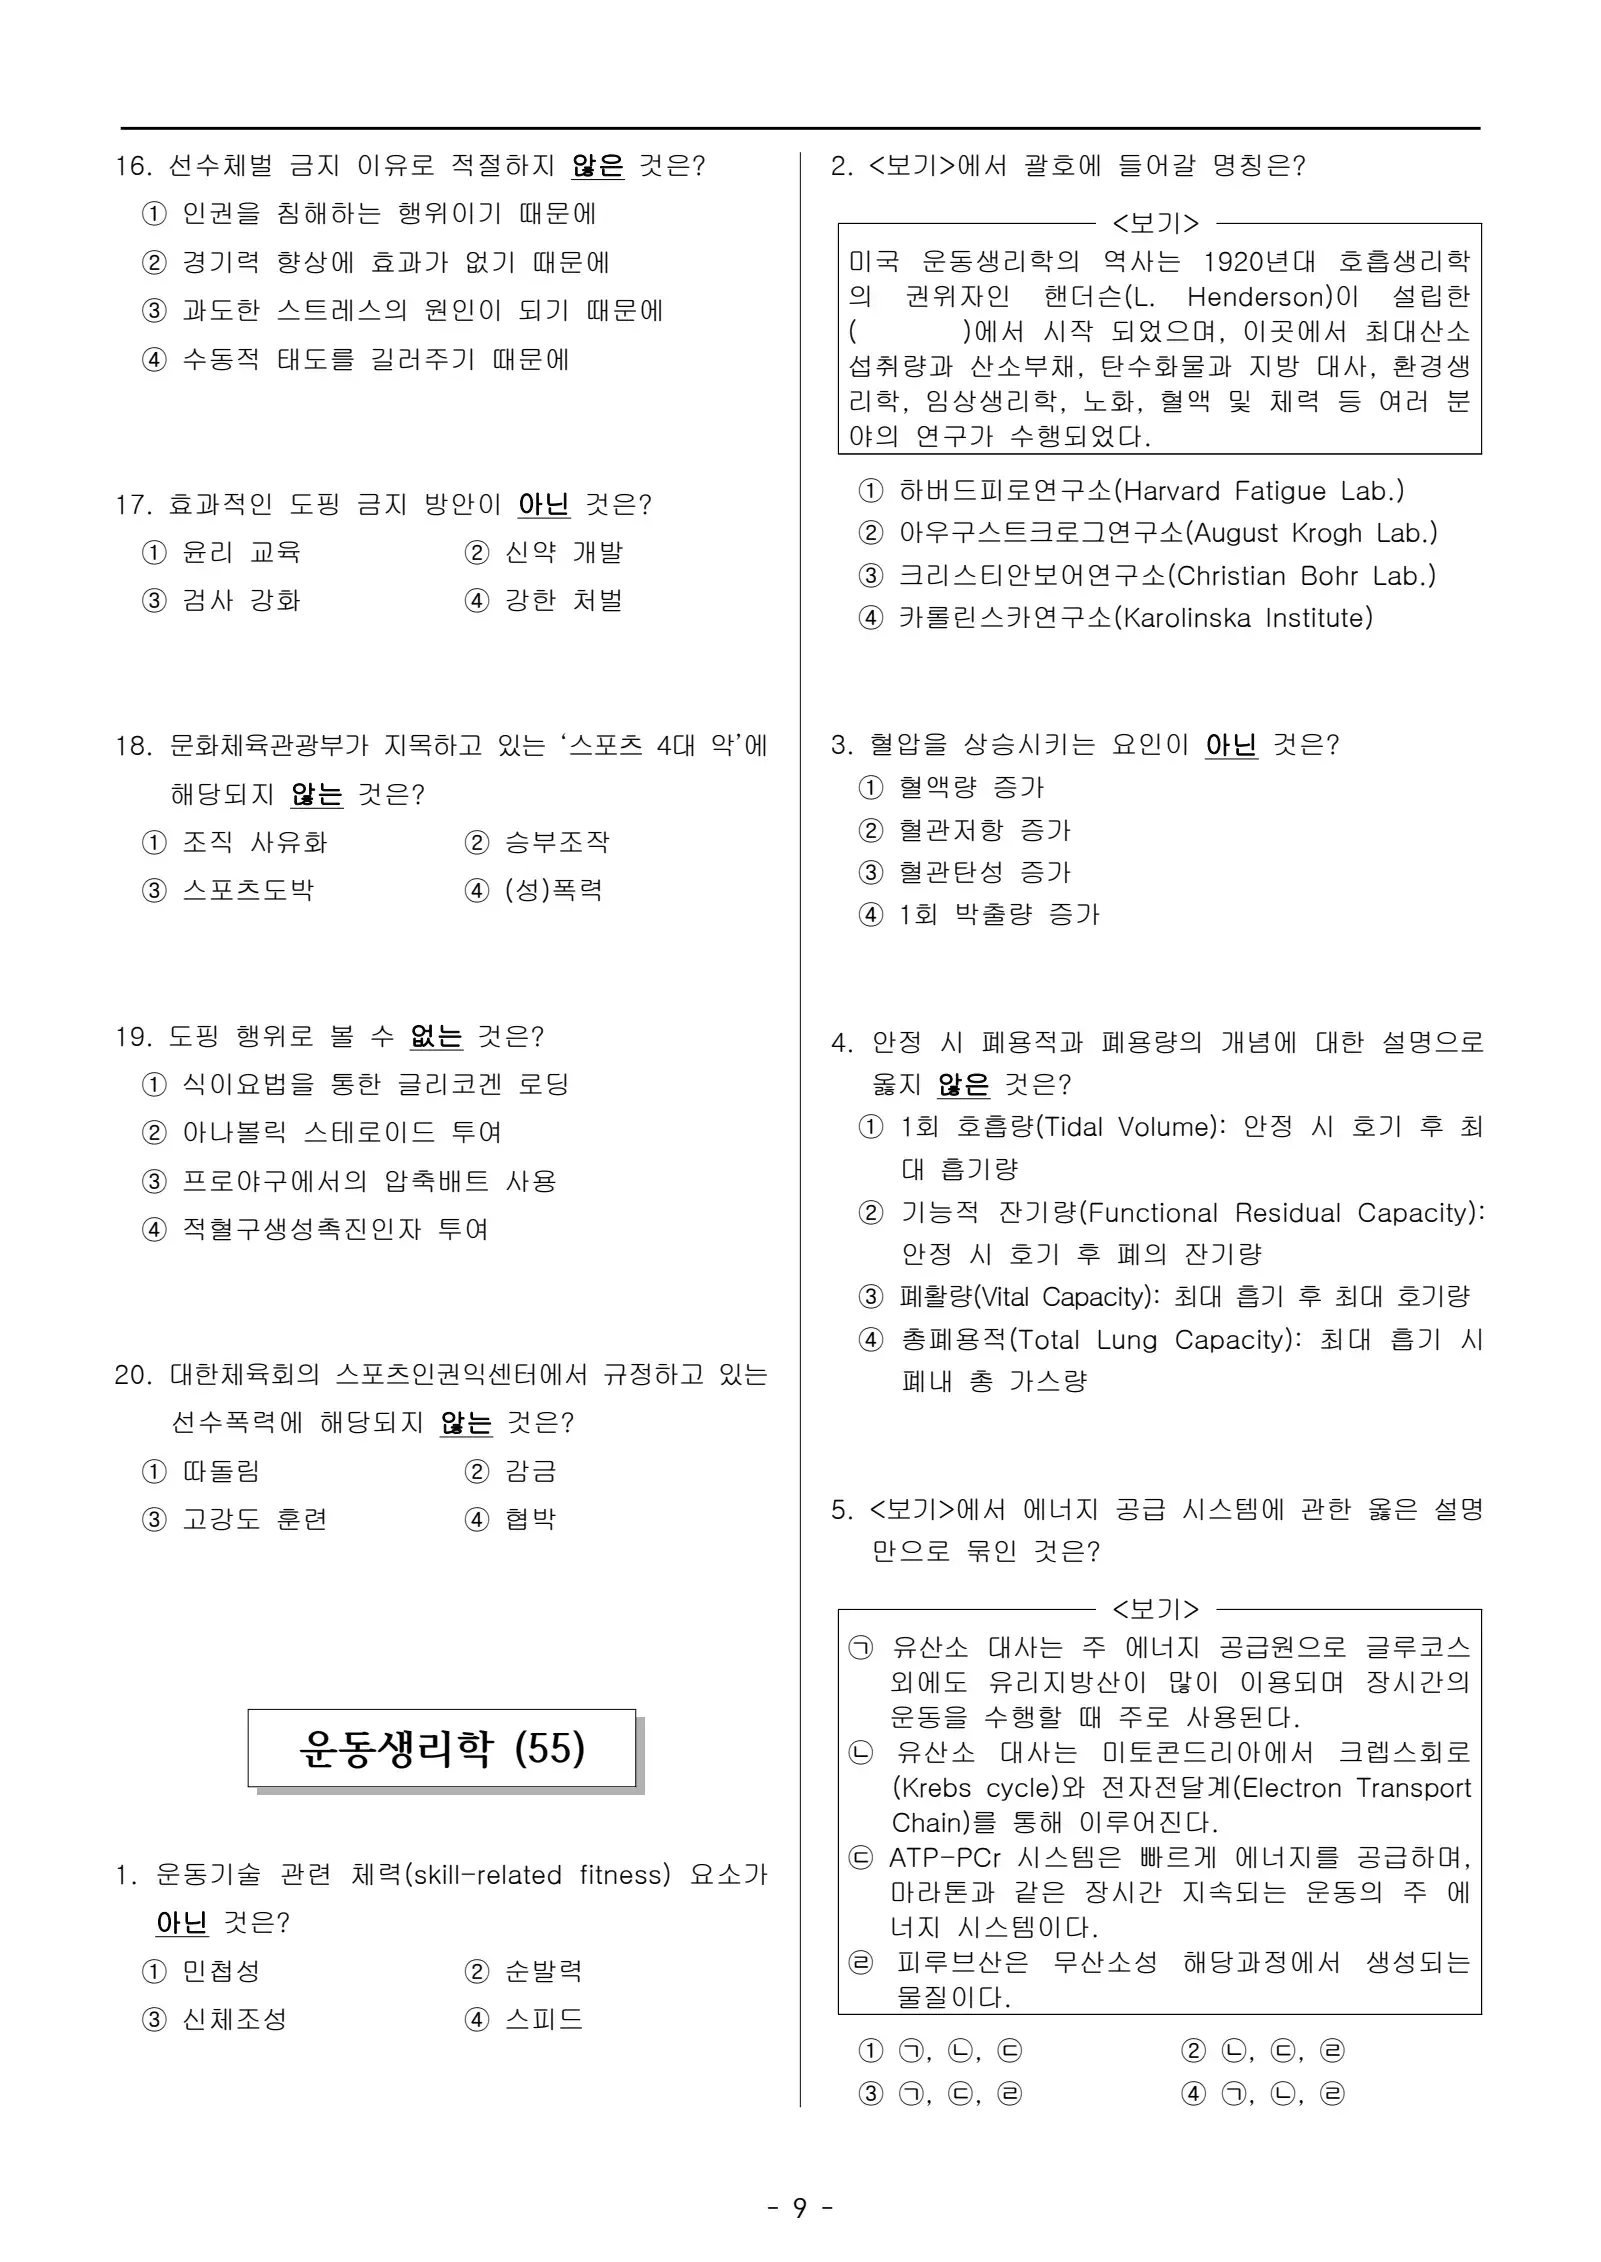 16. 선수체벌 금지 이유로 적절하지 않은 것은?
① 인권을 침해하는 행위이기 때문에
② 경기력 향상에 효과가 없기 때문에
③ 과도한 스트레스의 원인이 되기 때문에
④ 수동적 태도를 길러주기 때문에
17. 효과적인 도핑 금지 방안이 아닌 것은?
① 윤리 교육 ② 신약 개발
③ 검사 강화 ④ 강한 처벌
18. 문화체육관광부가 지목하고 있는 ‘스포츠 4대 악’에
해당되지 않는 것은?
① 조직 사유화 ② 승부조작
③ 스포츠도박 ④ (성)폭력
19. 도핑 행위로 볼 수 없는 것은?
① 식이요법을 통한 글리코겐 로딩
② 아나볼릭 스테로이드 투여
③ 프로야구에서의 압축배트 사용
④ 적혈구생성촉진인자 투여
20. 대한체육회의 스포츠인권익센터에서 규정하고 있는
선수폭력에 해당되지 않는 것은?
① 따돌림 ② 감금
③ 고강도 훈련 ④ 협박
운동생리학 (55)
1. 운동기술 관련 체력(skill-related fitness) 요소가
아닌 것은?
① 민첩성 ② 순발력
③ 신체조성 ④ 스피드
2. <보기>에서 괄호에 들어갈 명칭은?
<보기>
미국 운동생리학의 역사는 1920년대 호흡생리학
의 권위자인 핸더슨(L. Henderson)이 설립한
( )에서 시작 되었으며, 이곳에서 최대산소
섭취량과 산소부채, 탄수화물과 지방 대사, 환경생
리학, 임상생리학, 노화, 혈액 및 체력 등 여러 분
야의 연구가 수행되었다.
① 하버드피로연구소(Harvard Fatigue Lab.)
② 아우구스트크로그연구소(August Krogh Lab.)
③ 크리스티안보어연구소(Christian Bohr Lab.)
④ 카롤린스카연구소(Karolinska Institute)
3. 혈압을 상승시키는 요인이 아닌 것은?
① 혈액량 증가
② 혈관저항 증가
③ 혈관탄성 증가
④ 1회 박출량 증가
4. 안정 시 폐용적과 폐용량의 개념에 대한 설명으로
옳지 않은 것은?
① 1회 호흡량(Tidal Volume): 안정 시 호기 후 최
대 흡기량
② 기능적 잔기량(Functional Residual Capacity):
안정 시 호기 후 폐의 잔기량
③ 폐활량(Vital Capacity): 최대 흡기 후 최대 호기량
④ 총폐용적(Total Lung Capacity): 최대 흡기 시
폐내 총 가스량
5. <보기>에서 에너지 공급 시스템에 관한 옳은 설명
만으로 묶인 것은?
<보기>
㉠ 유산소 대사는 주 에너지 공급원으로 글루코스
외에도 유리지방산이 많이 이용되며 장시간의
운동을 수행할 때 주로 사용된다.
㉡ 유산소 대사는 미토콘드리아에서 크렙스회로
(Krebs cycle)와 전자전달계(Electron Transport
Chain)를 통해 이루어진다.
㉢ ATP-PCr 시스템은 빠르게 에너지를 공급하며,
마라톤과 같은 장시간 지속되는 운동의 주 에
너지 시스템이다.
㉣ 피루브산은 무산소성 해당과정에서 생성되는
물질이다.
① ㉠, ㉡, ㉢ ② ㉡, ㉢, ㉣
③ ㉠, ㉢, ㉣ ④ ㉠, ㉡, ㉣
- 9 -